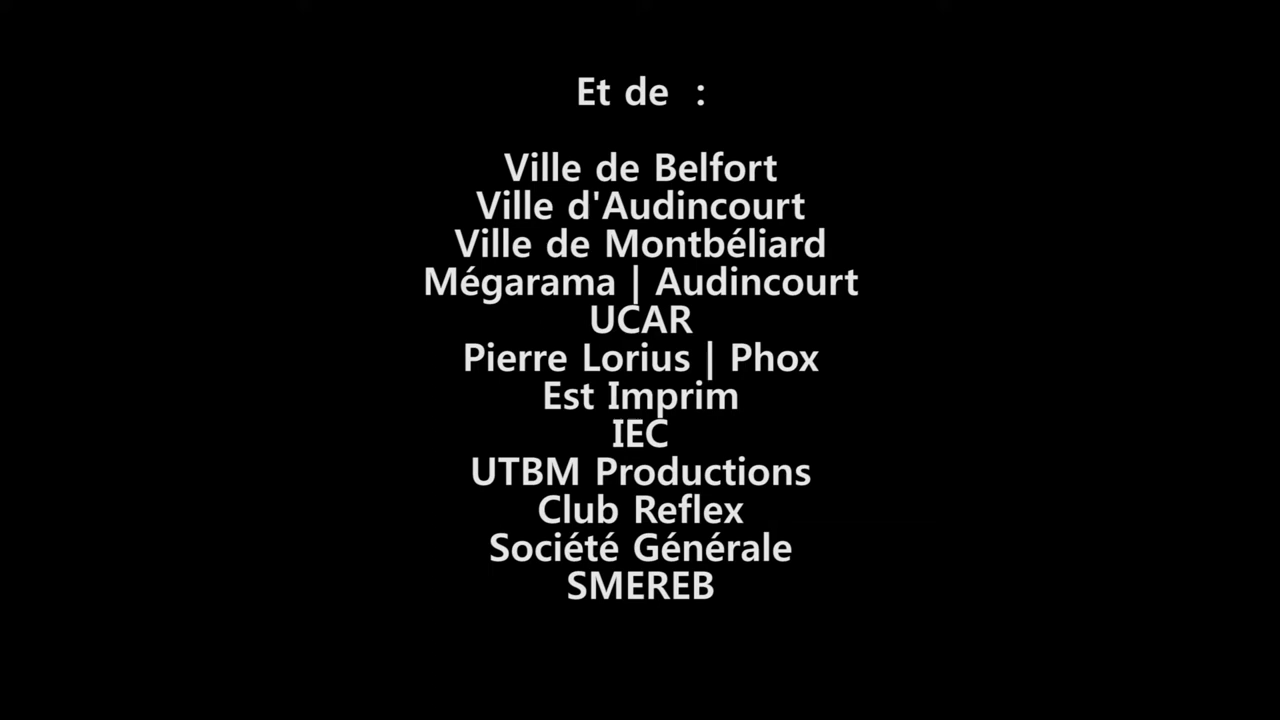 Et de :
Ville de Belfort
Ville d'Audincourt
Ville de Montbéliard
Mégarama | Audincourt
UCAR
Pierre Lorius | Phox
Est Imprim
IEC
UTBM Productions
Club Reflex
Société Générale
SMEREB